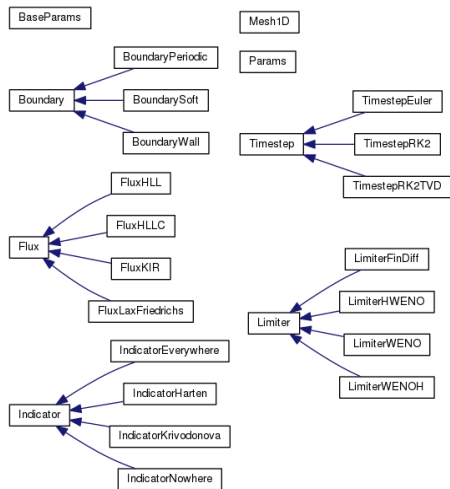 BaseParams
BoundaryPeriodic
Boundary
BoundarySoft
BoundaryWall
FluxHLL
FluxHLLC
Flux
FluxKIR
FluxLaxFriedrichs
IndicatorEverywhere
IndicatorHarten
Indicator
IndicatorKrivodonova
IndicatorNowhere
Mesh1D
Params
TimestepEuler
Timestep
TimestepRK2
TimestepRK2TVD
LimiterFinDiff
LimiterHWENO
Limiter
LimiterWENO
LimiterWENOH